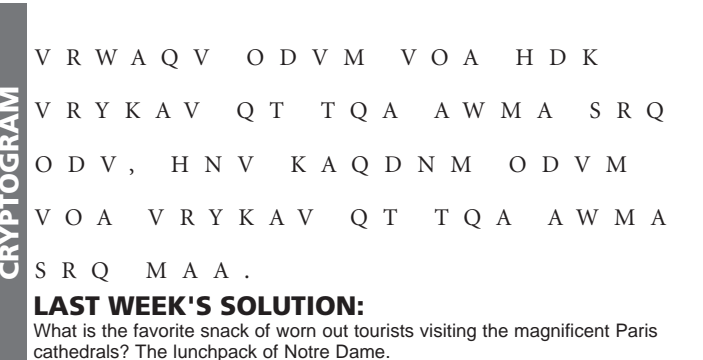 CRYPTOGRAM
V R W A Q V O D V M V O A H D K
V R Y K A V Q T T Q A A W M A S R Q
O D V , H N V K A Q D N M O D V M
V O A V R Y K A V Q T T Q A A W M A
S R Q M A A .
LAST WEEK'S SOLUTION:
What is the favorite snack of worn out tourists visiting the magnificent Paris
cathedrals? The lunchpack of Notre Dame.